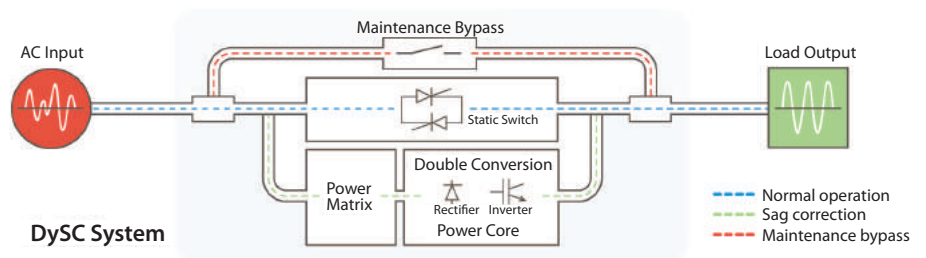 Maintenance Bypass
AC Input
Load Output
Static Switch
Double Conversion
Power
Matrix
Rectifier
Inverter
Power Core
Normal operation
Sag correction
Maintenance bypass
DySC System